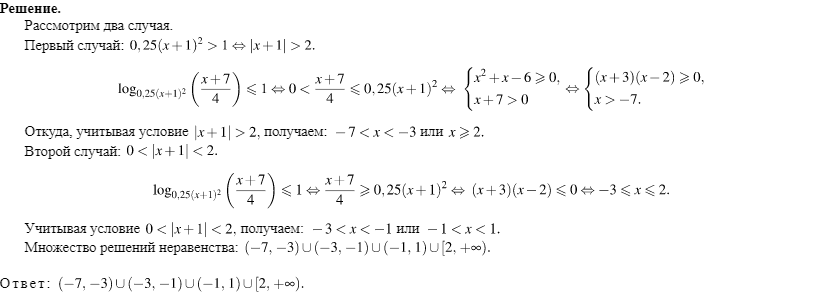 Решение.
Рассмотрим два случая.
Первый случай: 0,25(x+1)² > 1 ⇔ |x+1| > 2.
log₀,₂₅₍ₓ₊₁₎² ((x+7)/4) ⩽ 1 ⇔ 0 < (x+7)/4 ⩽ 0,25(x+1)² ⇔ {x²+x−6 ⩾ 0, x+7 > 0 ⇔ {(x+3)(x−2) ⩾ 0, x > −7.
Откуда, учитывая условие |x+1| > 2, получаем: −7 < x < −3 или x ⩾ 2.
Второй случай: 0 < |x+1| < 2.
log₀,₂₅₍ₓ₊₁₎² ((x+7)/4) ⩽ 1 ⇔ (x+7)/4 ⩾ 0,25(x+1)² ⇔ (x+3)(x−2) ⩽ 0 ⇔ −3 ⩽ x ⩽ 2.
Учитывая условие 0 < |x+1| < 2, получаем: −3 < x < −1 или −1 < x < 1.
Множество решений неравенства: (−7, −3)∪(−3, −1)∪(−1, 1)∪[2, +∞).
Ответ: (−7, −3)∪(−3, −1)∪(−1, 1)∪[2, +∞).